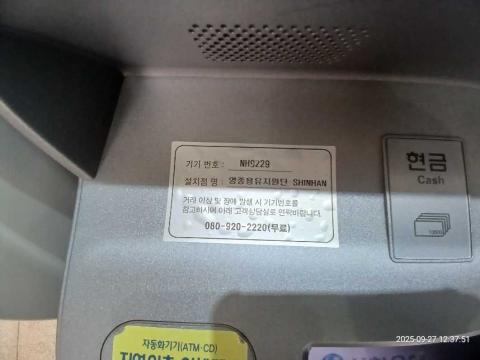 기기 번호 : NH9229
설치점 명 : 영종용유지원단 SHINHAN
거래 이상 및 장애 발생 시 기기번호를
참고하시어 아래 고객상담실로 연락바랍니다.
080-920-2220(무료)
현금
Cash
자동화기기(ATM·CD)
2025-09-27 12:37:51